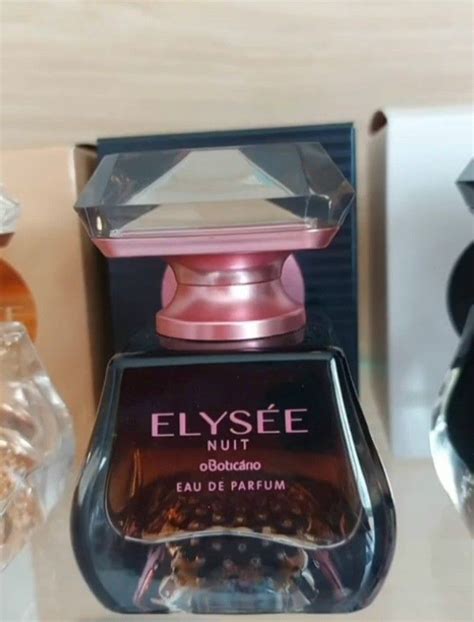 ELYSÉE
NUIT
oBoticário
EAU DE PARFUM